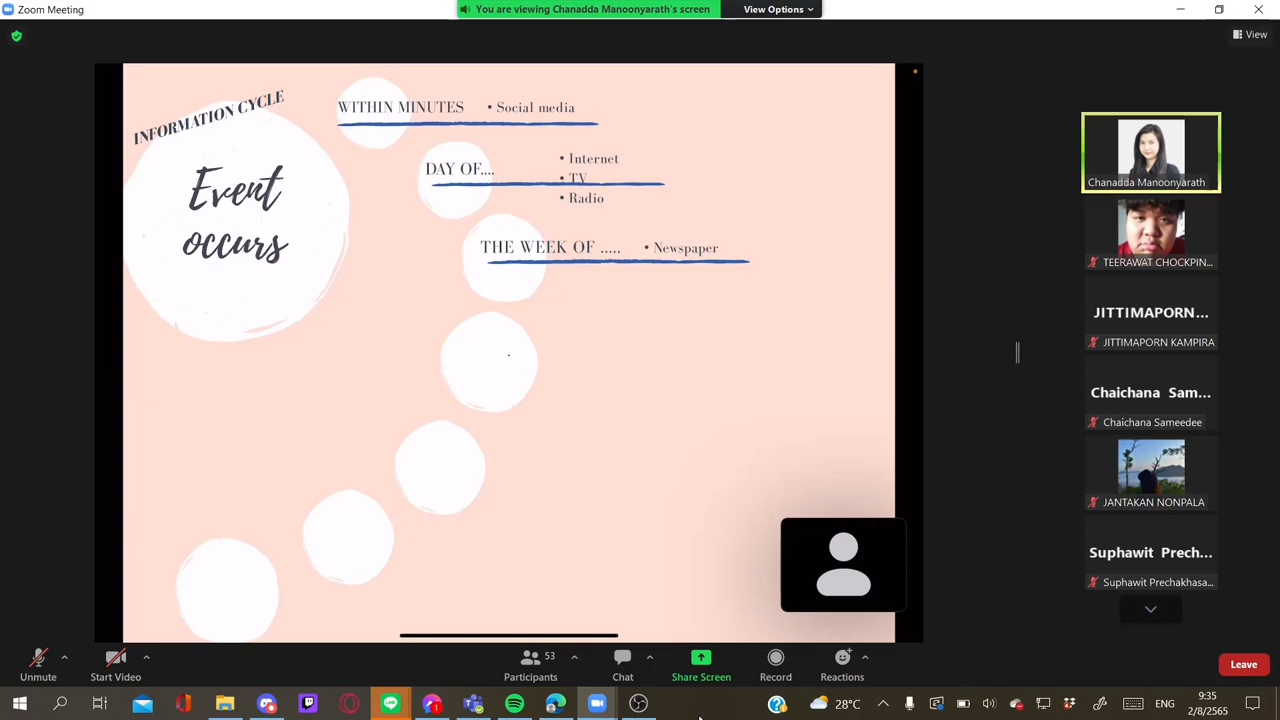 Zoom Meeting
You are viewing Chanadda Manoonyarath's screen
View Options
View
INFORMATION CYCLE
Event
occurs
WITHIN MINUTES • Social media
DAY OF....
• Internet
• TV
• Radio
THE WEEK OF ..... • Newspaper
Chanadda Manoonyarath
TEERAWAT CHOCKPIN...
JITTIMAPORN...
JITTIMAPORN KAMPIRA
Chaichana Sam...
Chaichana Sameedee
JANTAKAN NONPALA
Suphawit Prech...
Suphawit Prechakhasa...
Unmute
Start Video
53
Participants
Chat
Share Screen
Record
Reactions
Leave
1
28°C
ENG
9:35
2/8/2565